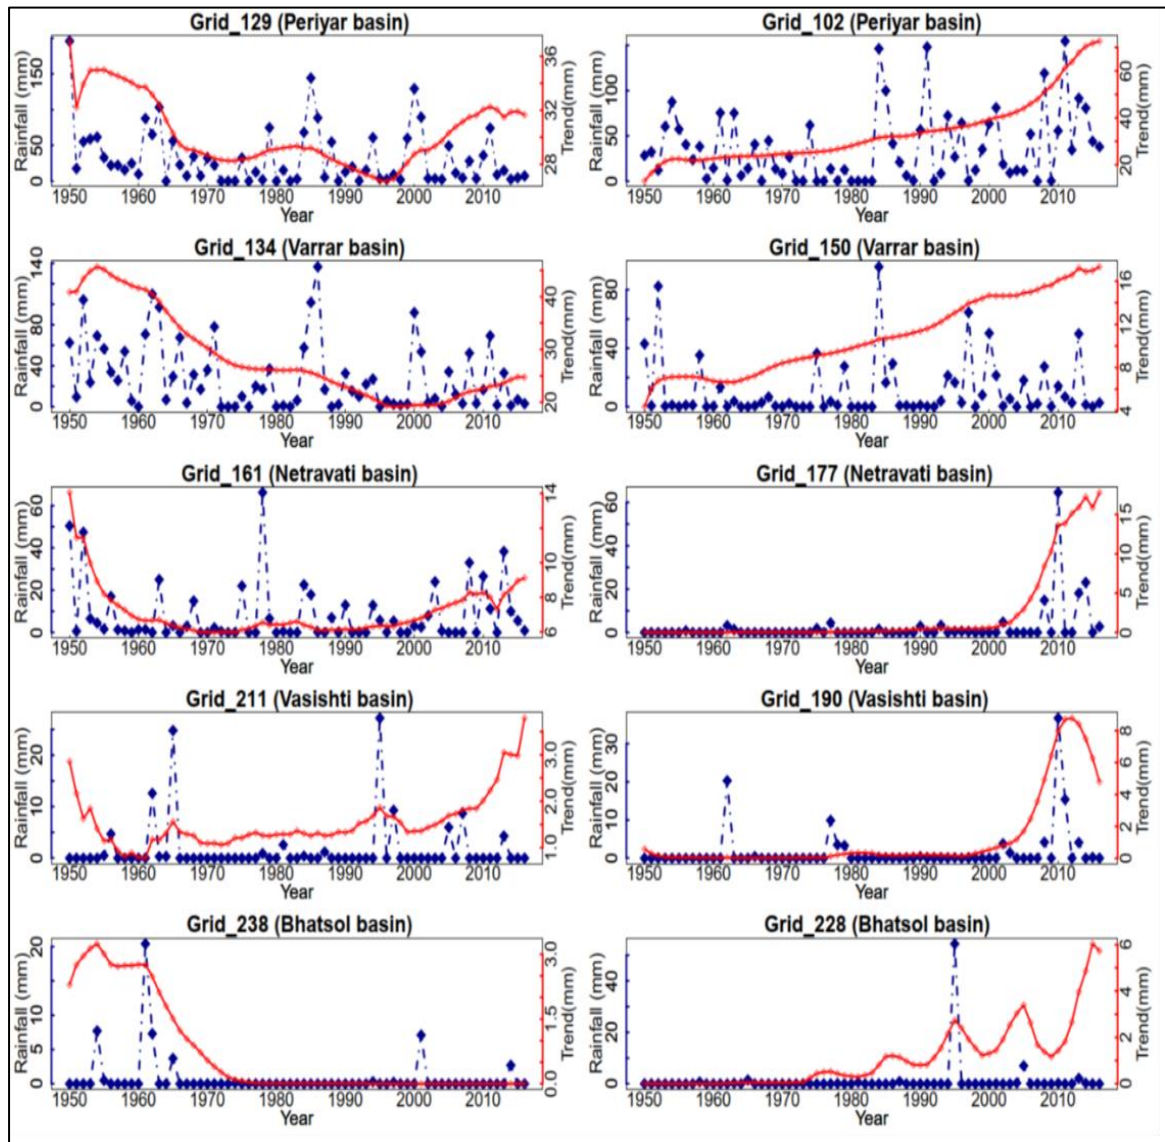 Grid_129 (Periyar basin)
Rainfall (mm)
150
50
0
36
32
28
Trend(mm)
1950 1960 1970 1980 1990 2000 2010
Year
Grid_102 (Periyar basin)
Rainfall (mm)
100
50
0
60
40
20
Trend(mm)
1950 1960 1970 1980 1990 2000 2010
Year
Grid_134 (Varrar basin)
Rainfall (mm)
140
80
40
0
40
30
20
Trend(mm)
1950 1960 1970 1980 1990 2000 2010
Year
Grid_150 (Varrar basin)
Rainfall (mm)
80
40
0
16
12
8
4
Trend(mm)
1950 1960 1970 1980 1990 2000 2010
Year
Grid_161 (Netravati basin)
Rainfall (mm)
60
40
20
0
14
10
8
6
Trend(mm)
1950 1960 1970 1980 1990 2000 2010
Year
Grid_177 (Netravati basin)
Rainfall (mm)
60
40
20
0
15
10
5
0
Trend(mm)
1950 1960 1970 1980 1990 2000 2010
Year
Grid_211 (Vasishti basin)
Rainfall (mm)
20
10
0
3.0
2.0
1.0
Trend(mm)
1950 1960 1970 1980 1990 2000 2010
Year
Grid_190 (Vasishti basin)
Rainfall (mm)
30
20
10
0
8
6
4
2
0
Trend(mm)
1950 1960 1970 1980 1990 2000 2010
Year
Grid_238 (Bhatsol basin)
Rainfall (mm)
20
10
5
0
3.0
1.5
0.0
Trend(mm)
1950 1960 1970 1980 1990 2000 2010
Year
Grid_228 (Bhatsol basin)
Rainfall (mm)
40
20
0
6
4
2
0
Trend(mm)
1950 1960 1970 1980 1990 2000 2010
Year